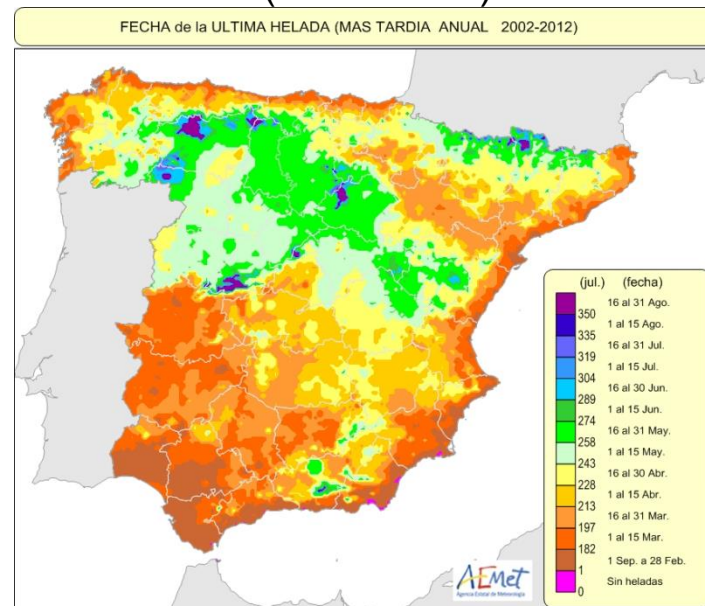 FECHA de la ULTIMA HELADA (MAS TARDIA ANUAL 2002-2012)
(jul.) (fecha)
16 al 31 Ago.
350
1 al 15 Ago.
335
16 al 31 Jul.
319
1 al 15 Jul.
304
16 al 30 Jun.
289
1 al 15 Jun.
274
16 al 31 May.
258
1 al 15 May.
243
16 al 30 Abr.
228
1 al 15 Abr.
213
16 al 31 Mar.
197
1 al 15 Mar.
182
1 Sep. a 28 Feb.
1
Sin heladas
0
AEMet
Agencia Estatal de Meteorología